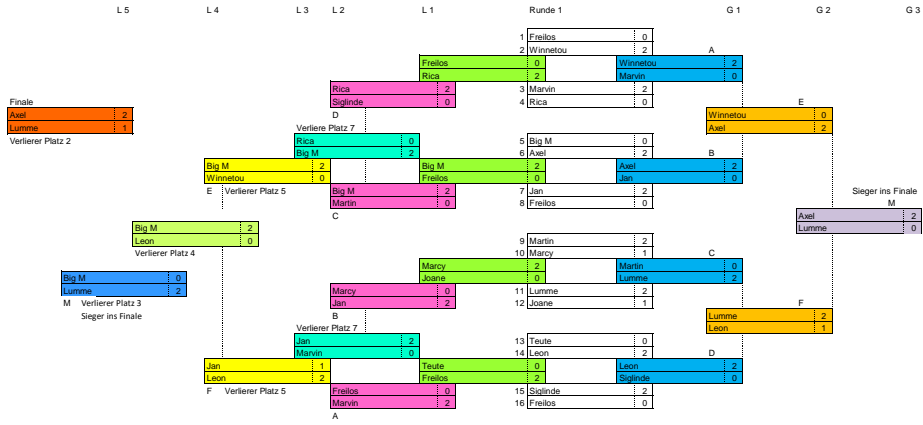 L 5 L 4 L 3 L 2 L 1 Runde 1 G 1 G 2 G 3
1 Freilos 0
2 Winnetou 2 A
Freilos 0 Winnetou 2
Rica 2 Marvin 0
Rica 2 3 Marvin 2
Siglinde 0 4 Rica 0
Finale D E
Axel 2 Winnetou 0
Lumme 1 Axel 2
Verlierer Platz 2 Verliere Platz 7
Rica 0 5 Big M 0
Big M 2 6 Axel 2 B
Big M 2 Big M 2 Axel 2
Winnetou 0 Freilos 0 Jan 0
E Verlierer Platz 5 Big M 2 7 Jan 2 Sieger ins Finale
Martin 0 8 Freilos 0 M
C Axel 2
Big M 2 Lumme 0
Leon 0 9 Martin 2
Verlierer Platz 4 10 Marcy 1 C
Marcy 2 Martin 0
Big M 0 Joane 0 Lumme 2
Lumme 2 Marcy 0 11 Lumme 2
M Verlierer Platz 3 Jan 2 12 Joane 1 F
Sieger ins Finale B Lumme 2
Verlierer Platz 7 Leon 1
Jan 2 13 Teute 0
Marvin 0 14 Leon 2 D
Jan 1 Teute 0 Leon 2
Leon 2 Freilos 2 Siglinde 0
F Verlierer Platz 5 Freilos 0 15 Siglinde 2
Marvin 2 16 Freilos 0
A